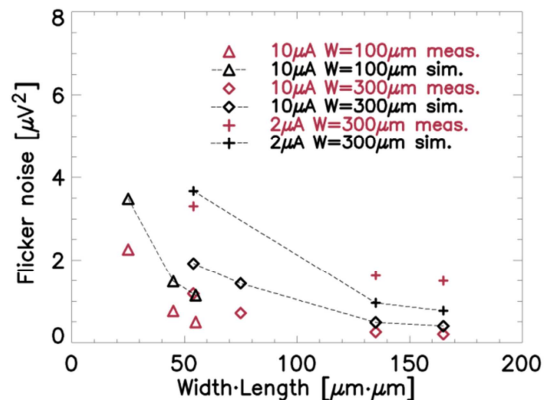 8
6
4
2
0
Flicker noise [μV²]
10μA W=100μm meas.
10μA W=100μm sim.
10μA W=300μm meas.
10μA W=300μm sim.
2μA W=300μm meas.
2μA W=300μm sim.
0 50 100 150 200
Width·Length [μm·μm]